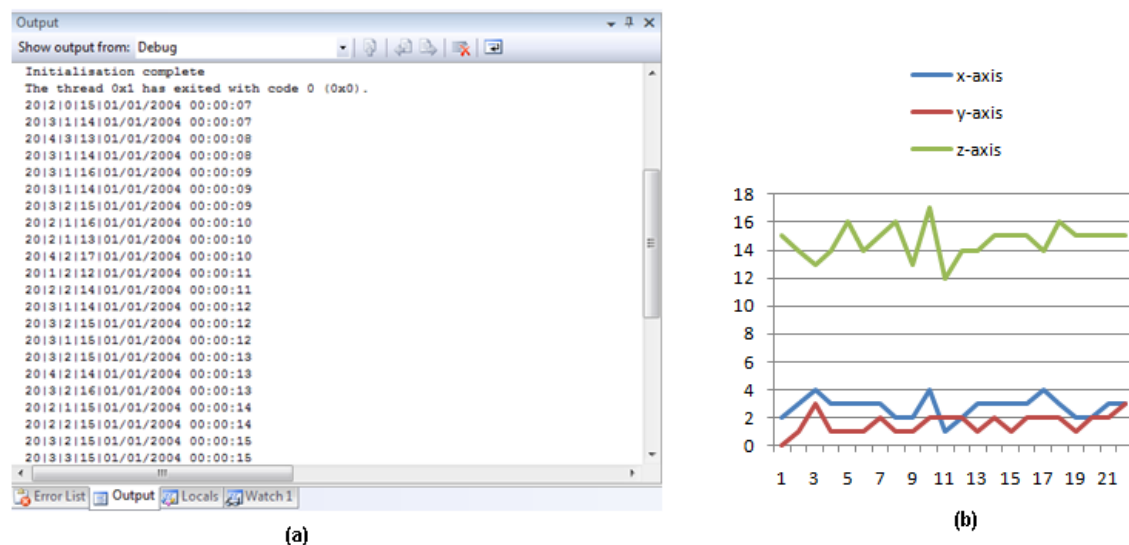 Output
Show output from: Debug
Initialisation complete
The thread 0x1 has exited with code 0 (0x0).
20|2|0|15|01/01/2004 00:00:07
20|3|1|14|01/01/2004 00:00:07
20|4|3|13|01/01/2004 00:00:08
20|3|1|14|01/01/2004 00:00:08
20|3|1|16|01/01/2004 00:00:09
20|3|1|14|01/01/2004 00:00:09
20|3|2|15|01/01/2004 00:00:09
20|2|1|16|01/01/2004 00:00:10
20|2|1|13|01/01/2004 00:00:10
20|4|2|17|01/01/2004 00:00:10
20|1|2|12|01/01/2004 00:00:11
20|2|2|14|01/01/2004 00:00:11
20|3|1|14|01/01/2004 00:00:12
20|3|2|15|01/01/2004 00:00:12
20|3|1|15|01/01/2004 00:00:12
20|3|2|15|01/01/2004 00:00:13
20|4|2|14|01/01/2004 00:00:13
20|3|2|16|01/01/2004 00:00:13
20|2|1|15|01/01/2004 00:00:14
20|2|2|15|01/01/2004 00:00:14
20|3|2|15|01/01/2004 00:00:15
20|3|3|15|01/01/2004 00:00:15
Error List Output Locals Watch 1
(a)
x-axis
y-axis
z-axis
18
16
14
12
10
8
6
4
2
0
1 3 5 7 9 11 13 15 17 19 21
(b)